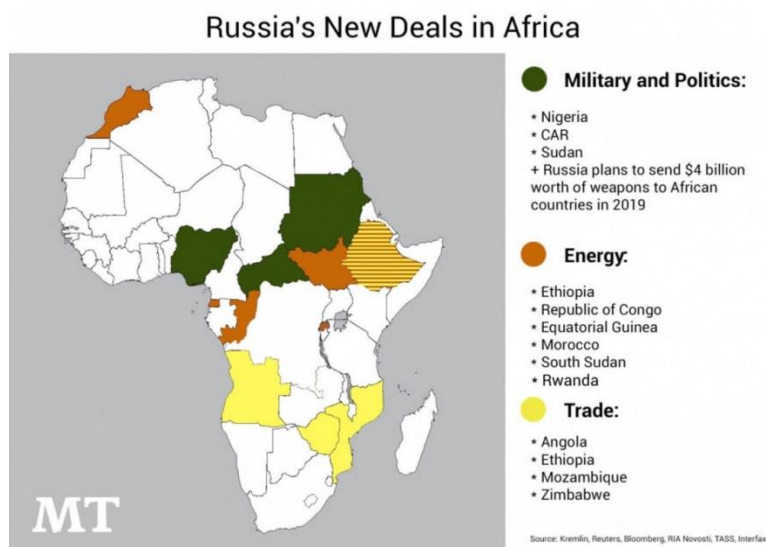 Russia's New Deals in Africa
Military and Politics:
* Nigeria
* CAR
* Sudan
+ Russia plans to send $4 billion
worth of weapons to African
countries in 2019
Energy:
* Ethiopia
* Republic of Congo
* Equatorial Guinea
* Morocco
* South Sudan
* Rwanda
Trade:
* Angola
* Ethiopia
* Mozambique
* Zimbabwe
MT
Source: Kremlin, Reuters, Bloomberg, RIA Novosti, TASS, Interfax